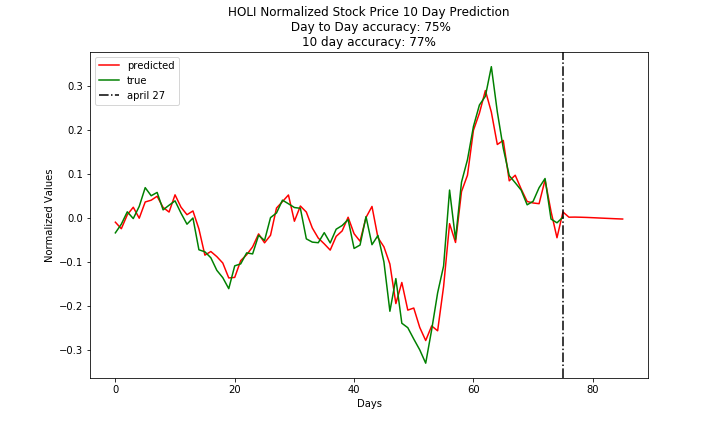 HOLI Normalized Stock Price 10 Day Prediction
Day to Day accuracy: 75%
10 day accuracy: 77%
predicted
true
april 27
Normalized Values
0.3
0.2
0.1
0.0
−0.1
−0.2
−0.3
0
20
40
60
80
Days